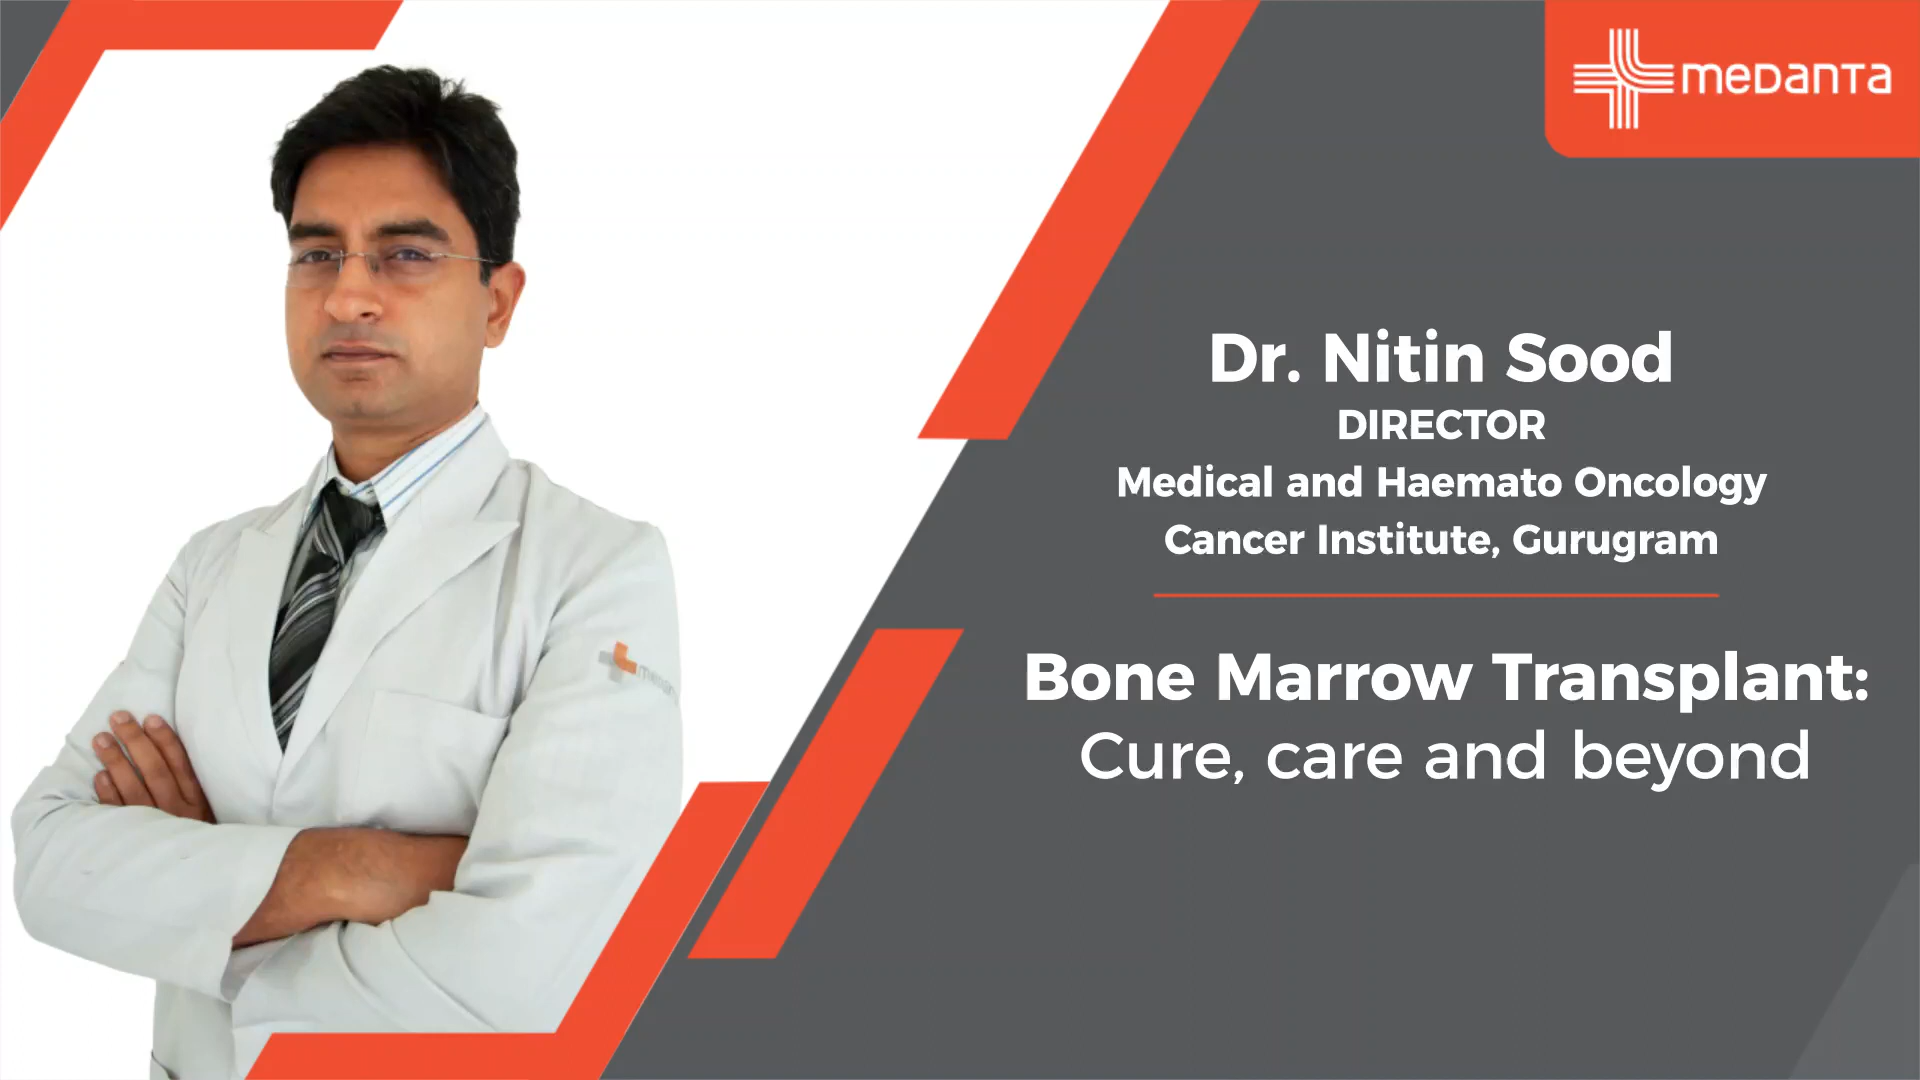 meDanTa
Dr. Nitin Sood
DIRECTOR
Medical and Haemato Oncology
Cancer Institute, Gurugram
Bone Marrow Transplant:
Cure, care and beyond